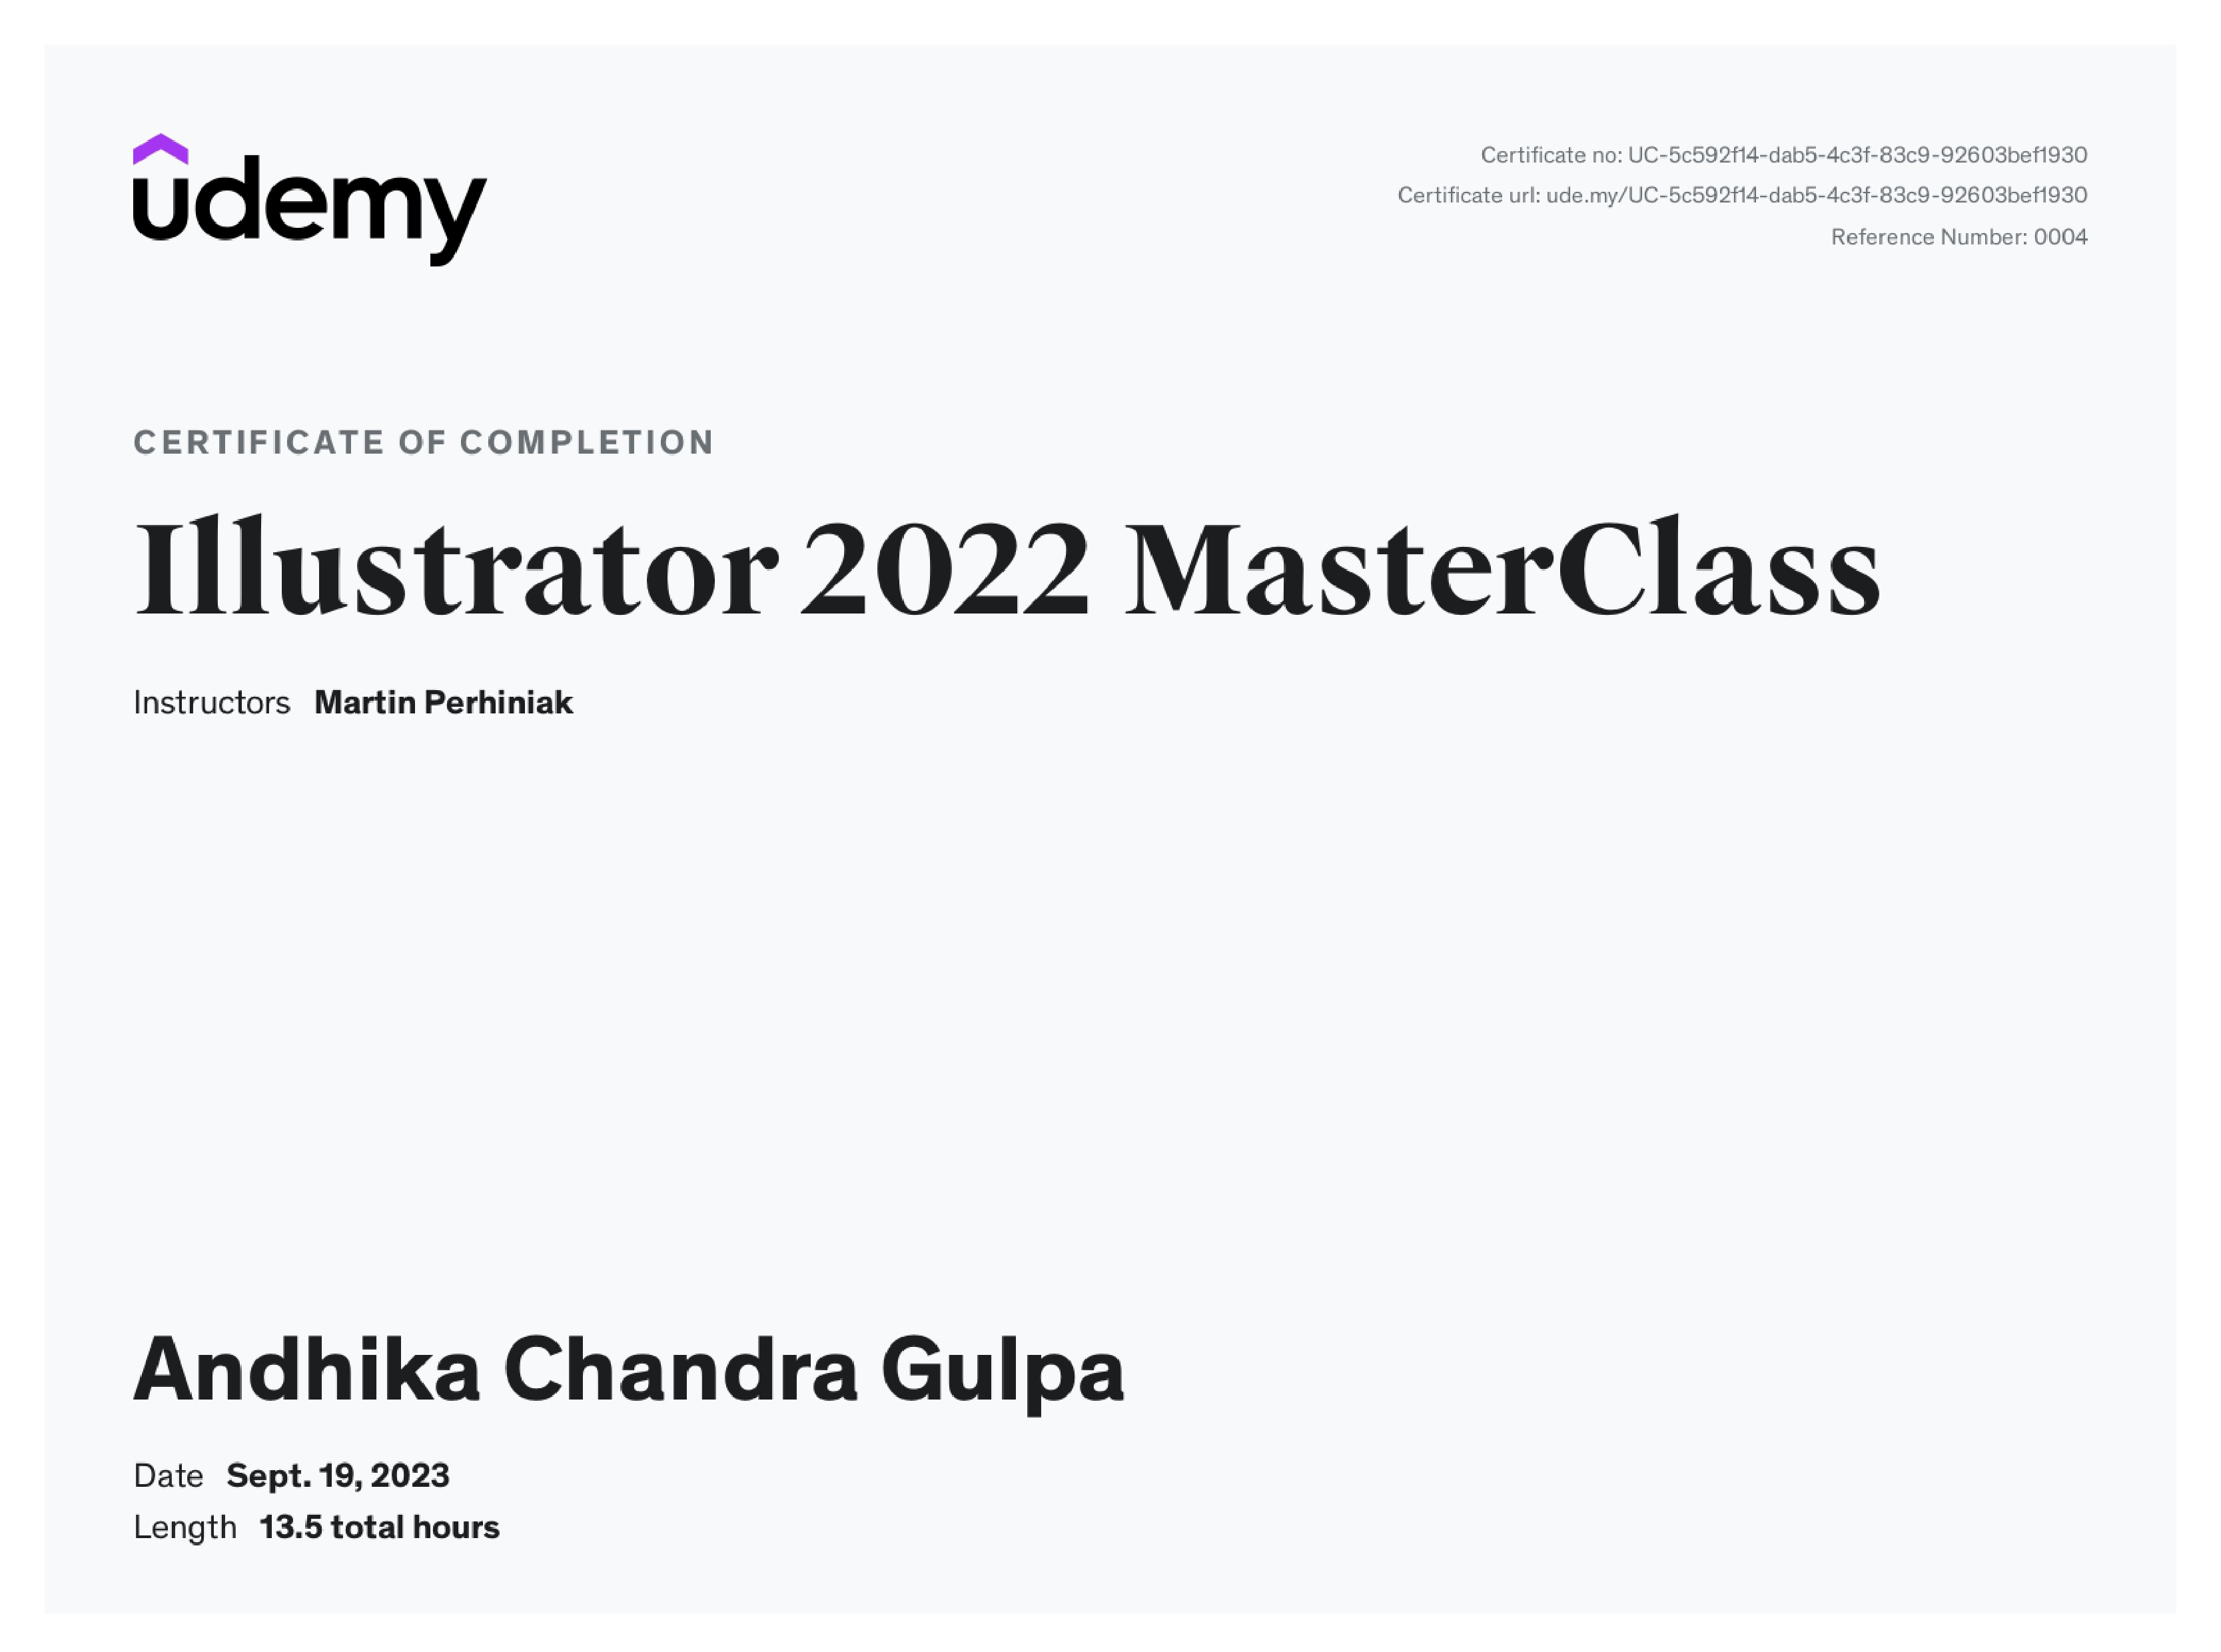 udemy
Certificate no: UC-5c592f14-dab5-4c3f-83c9-92603bef1930
Certificate url: ude.my/UC-5c592f14-dab5-4c3f-83c9-92603bef1930
Reference Number: 0004
CERTIFICATE OF COMPLETION
Illustrator 2022 MasterClass
Instructors Martin Perhiniak
Andhika Chandra Gulpa
Date Sept. 19, 2023
Length 13.5 total hours